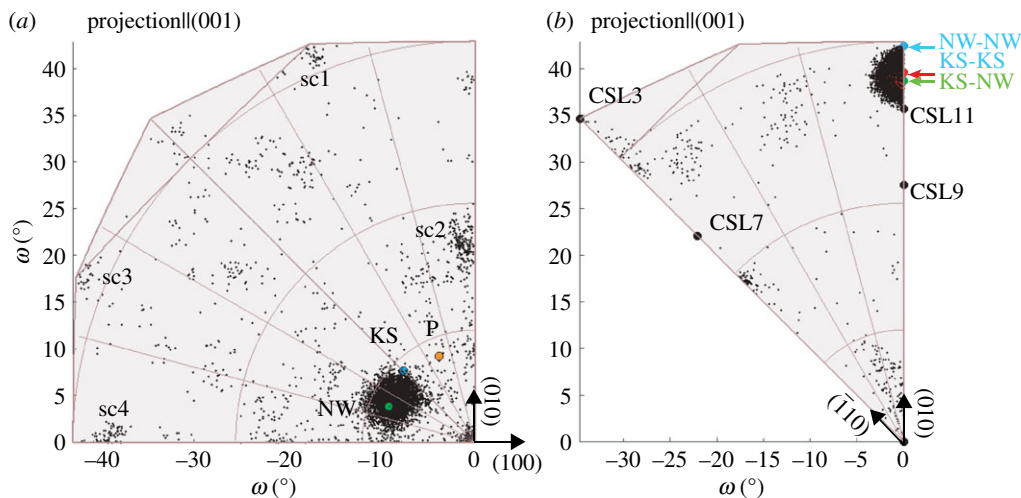 (a) projection||(001)
40
35
30
25
20
15
10
5
0
ω (°)
sc1
sc2
sc3
sc4
KS
P
NW
(010)
(100)
−40
−30
−20
−10
0
ω (°)
(b) projection||(001)
40
35
30
25
20
15
10
5
0
ω (°)
NW-NW
KS-KS
KS-NW
CSL3
CSL11
CSL9
CSL7
(1̅10)
(010)
−30
−25
−20
−15
−10
−5
0
ω (°)